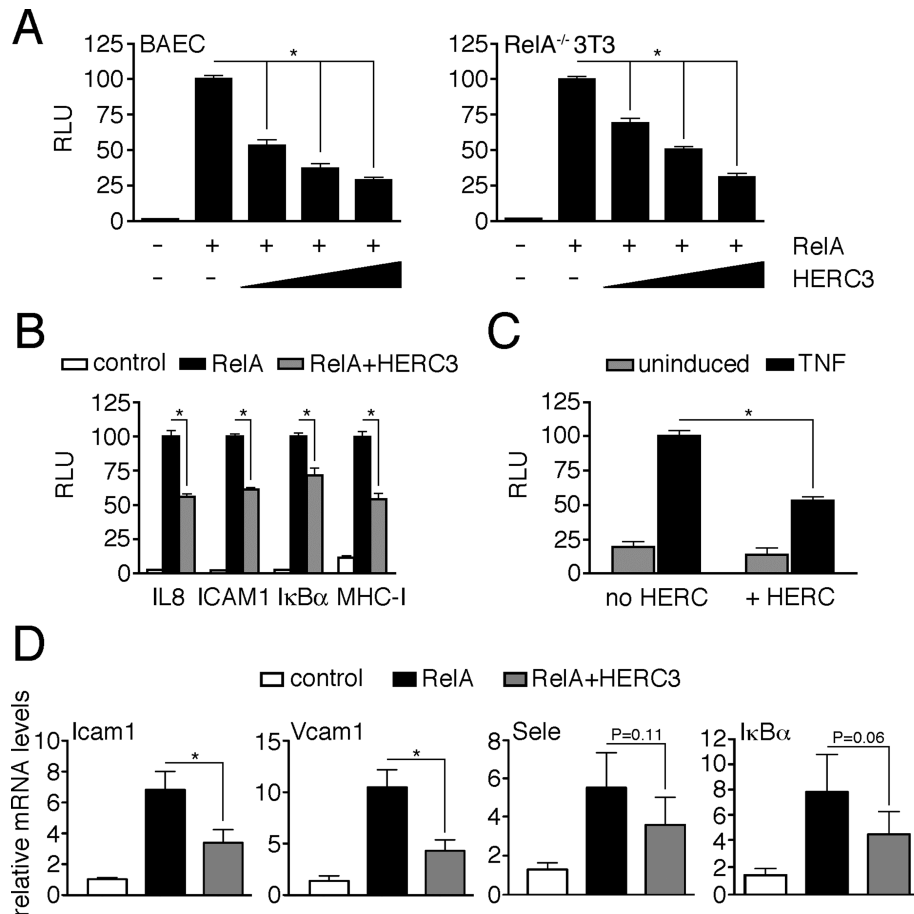 A
BAEC
RelA-/- 3T3
RLU
125
100
75
50
25
0
*
125
100
75
50
25
0
*
- + + + +
- + + + + RelA
- -
- - HERC3
B
control RelA RelA+HERC3
RLU
125
100
75
50
25
0
* * * *
IL8 ICAM1 IκBα MHC-I
C
uninduced TNF
RLU
125
100
75
50
25
0
*
no HERC + HERC
D
control RelA RelA+HERC3
relative mRNA levels
Icam1
8
6
4
2
0
*
Vcam1
15
10
5
0
*
Sele
8
6
4
2
0
P=0.11
IκBα
12
10
8
6
4
2
0
P=0.06